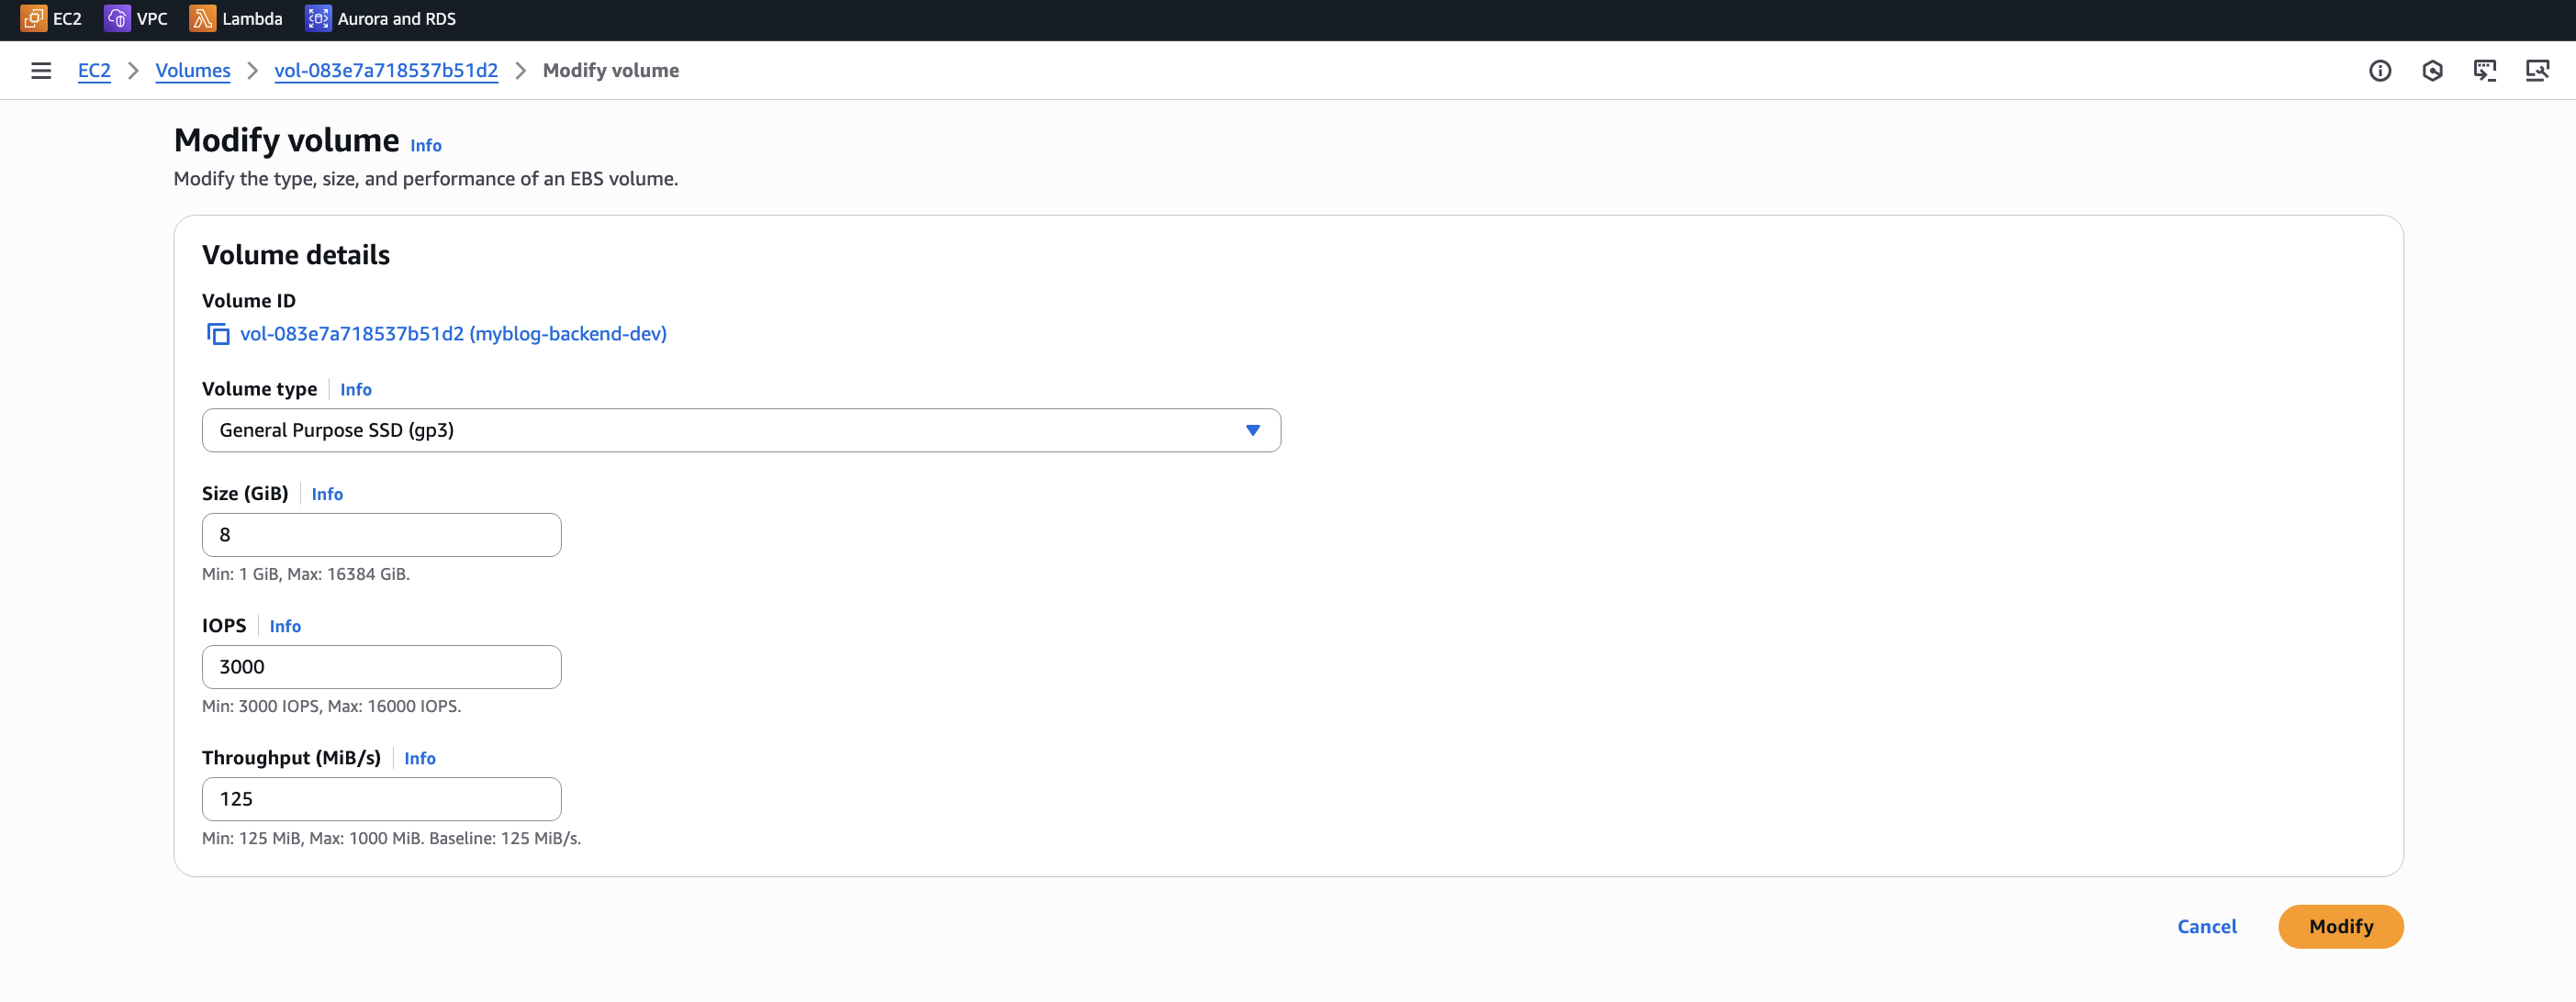 EC2 VPC Lambda Aurora and RDS
EC2 Volumes vol-083e7a718537b51d2 Modify volume
Modify volume Info
Modify the type, size, and performance of an EBS volume.
Volume details
Volume ID
vol-083e7a718537b51d2 (myblog-backend-dev)
Volume type Info
General Purpose SSD (gp3)
Size (GiB) Info
8
Min: 1 GiB, Max: 16384 GiB.
IOPS Info
3000
Min: 3000 IOPS, Max: 16000 IOPS.
Throughput (MiB/s) Info
125
Min: 125 MiB, Max: 1000 MiB. Baseline: 125 MiB/s.
Cancel Modify